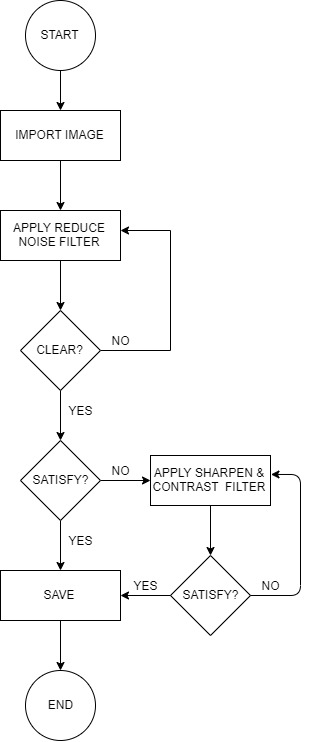 START
IMPORT IMAGE
APPLY REDUCE
NOISE FILTER
CLEAR?
NO
YES
SATISFY?
NO
APPLY SHARPEN &
CONTRAST FILTER
YES
SATISFY?
YES
NO
SAVE
END